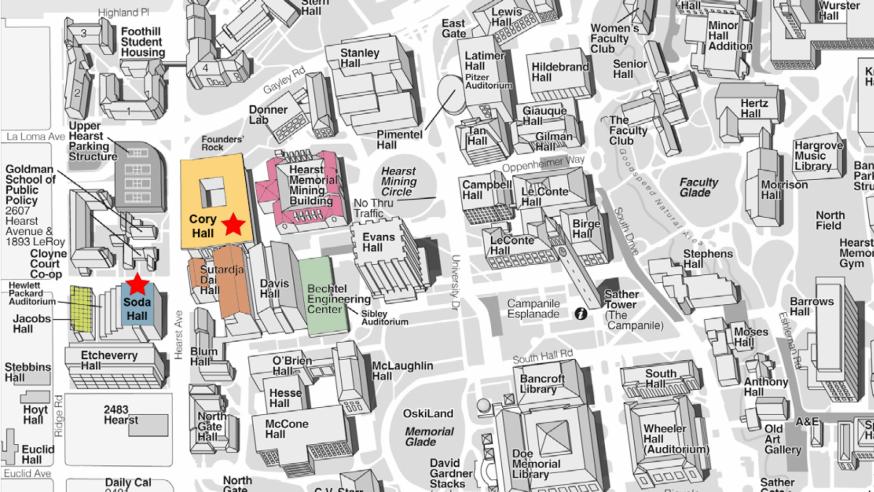 Highland Pl
Stern
Hall
East
Gate
Lewis
Hall
Women's
Faculty
Club
Hall
Minor
Hall
Addition
Wurster
Hall
3
Foothill
Student
Housing
2
1
4
Gayley Rd
Stanley
Hall
Latimer
Hall
Pitzer
Auditorium
Hildebrand
Hall
Senior
Hall
Donner
Lab
Hertz
Hall
La Loma Ave
Upper
Hearst
Parking
Structure
Founders'
Rock
Pimentel
Hall
Tan
Hall
Giauque
Hall
Gilman
Hall
The
Faculty
Club
Hargrove
Music
Library
Goldman
School of
Public
Policy
2607
Hearst
Avenue &
1893 LeRoy
Cory
Hall
Hearst
Memorial
Mining
Building
Hearst
Mining
Circle
No Thru
Traffic
Oppenheimer Way
Campbell
Hall
Le Conte
Hall
Goodspeed Natural Area
Faculty
Glade
Morrison
Hall
North
Field
Cloyne
Court
Co-op
Evans
Hall
LeConte
Hall
Birge
Hall
South Drive
Stephens
Hall
Hearst
Gym
Hewlett
Packard
Auditorium
Jacobs
Hall
Soda
Hall
Sutardja
Dai
Hall
Davis
Hall
Bechtel
Engineering
Center
Sibley
Auditorium
University Dr
Campanile
Esplanade
i
Sather
Tower
(The
Campanile)
Barrows
Hall
Eshleman Rd
Moses
Hall
Etcheverry
Hall
Hearst Ave
Blum
Hall
O'Brien
Hall
McLaughlin
Hall
South Hall Rd
Stebbins
Hall
Hesse
Hall
Bancroft
Library
South
Hall
Anthony
Hall
Hoyt
Hall
Ridge Rd
2483
Hearst
North
Gate
Hall
McCone
Hall
OskiLand
Memorial
Glade
Doe
Memorial
Library
Wheeler
Hall
(Auditorium)
Old
Art
Gallery
A&E
Euclid
Hall
Euclid Ave
Daily Cal
North
Gate
C.V. Starr
David
Gardner
Stacks
Sather
Gate